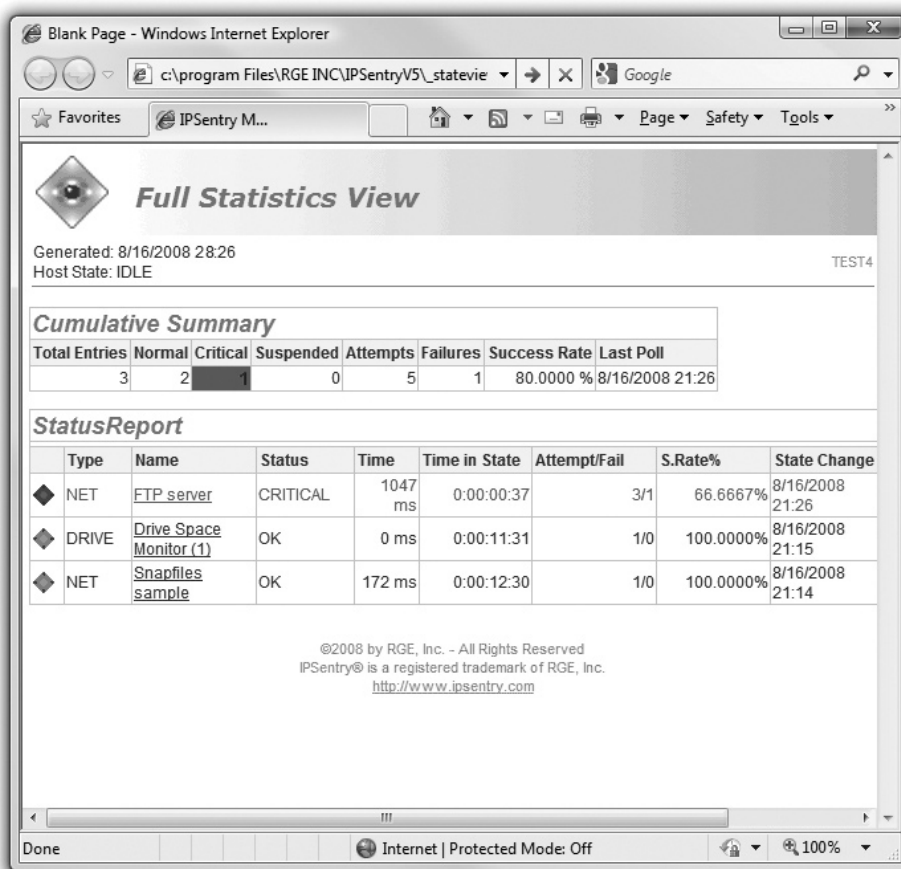 Blank Page - Windows Internet Explorer
c:\program Files\RGE INC\IPSentryV5\_statevie
Google
Favorites
IPSentry M...
Page
Safety
Tools
»
Full Statistics View
Generated: 8/16/2008 28:26
Host State: IDLE
TEST4
Cumulative Summary
Total Entries Normal Critical Suspended Attempts Failures Success Rate Last Poll
3 2 1 0 5 1 80.0000 % 8/16/2008 21:26
StatusReport
Type Name Status Time Time in State Attempt/Fail S.Rate% State Change
NET FTP server CRITICAL 1047 ms 0:00:00:37 3/1 66.6667% 8/16/2008 21:26
DRIVE Drive Space Monitor (1) OK 0 ms 0:00:11:31 1/0 100.0000% 8/16/2008 21:15
NET Snapfiles sample OK 172 ms 0:00:12:30 1/0 100.0000% 8/16/2008 21:14
©2008 by RGE, Inc. - All Rights Reserved
IPSentry® is a registered trademark of RGE, Inc.
http://www.ipsentry.com
Done
Internet | Protected Mode: Off
100%